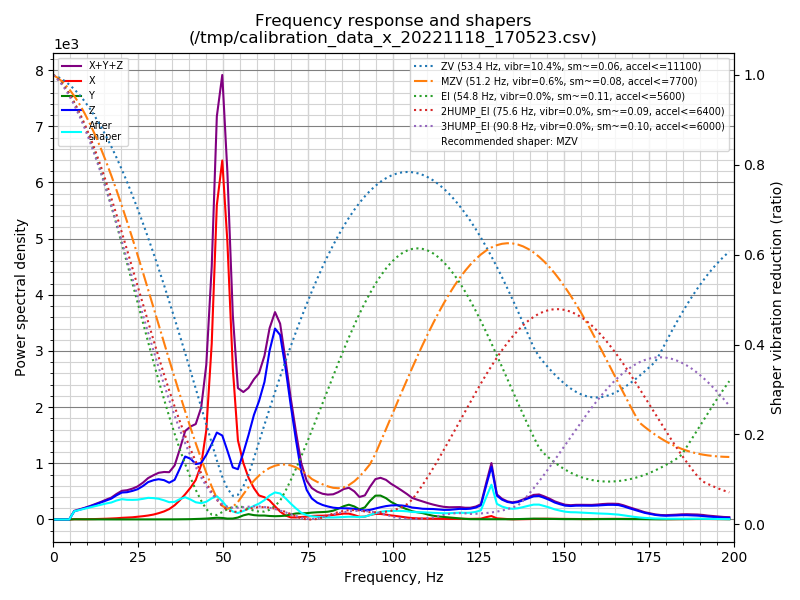 Frequency response and shapers
(/tmp/calibration_data_x_20221118_170523.csv)
1e3
X+Y+Z
X
Y
Z
After
shaper
ZV (53.4 Hz, vibr=10.4%, sm~=0.06, accel<=11100)
MZV (51.2 Hz, vibr=0.6%, sm~=0.08, accel<=7700)
EI (54.8 Hz, vibr=0.0%, sm~=0.11, accel<=5600)
2HUMP_EI (75.6 Hz, vibr=0.0%, sm~=0.09, accel<=6400)
3HUMP_EI (90.8 Hz, vibr=0.0%, sm~=0.10, accel<=6000)
Recommended shaper: MZV
8
7
6
5
4
3
2
1
0
Power spectral density
1.0
0.8
0.6
0.4
0.2
0.0
Shaper vibration reduction (ratio)
0 25 50 75 100 125 150 175 200
Frequency, Hz